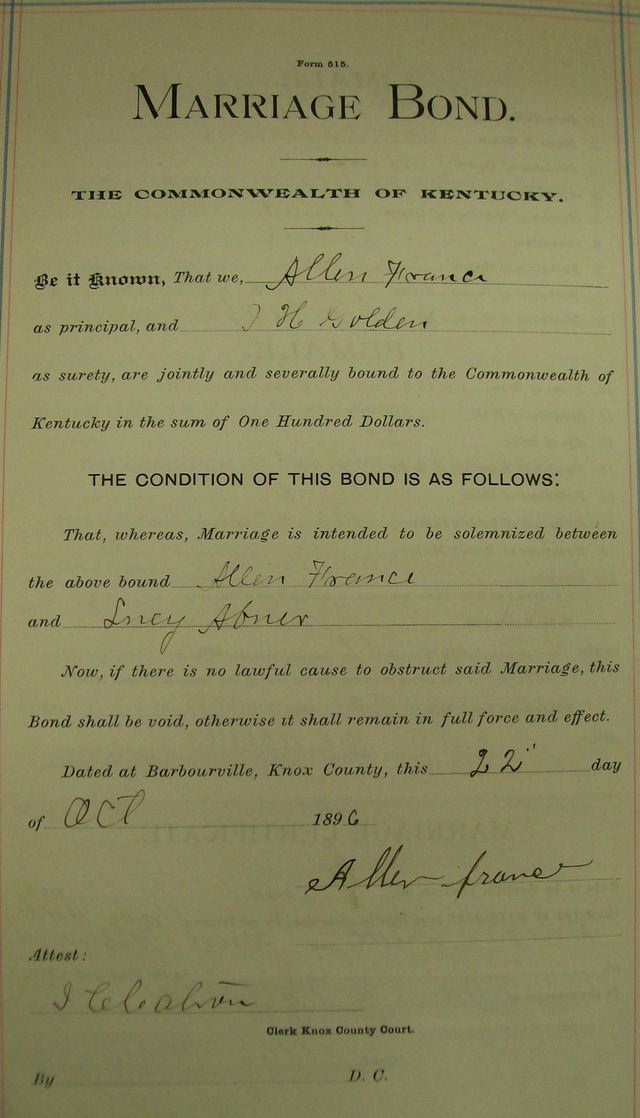 Form 515.
MARRIAGE BOND.
THE COMMONWEALTH OF KENTUCKY.
Be it Known, That we, Allen France
as principal, and J H Golden
as surety, are jointly and severally bound to the Commonwealth of
Kentucky in the sum of One Hundred Dollars.
THE CONDITION OF THIS BOND IS AS FOLLOWS:
That, whereas, Marriage is intended to be solemnized between
the above bound Allen France
and Lucy Abner
Now, if there is no lawful cause to obstruct said Marriage, this
Bond shall be void, otherwise it shall remain in full force and effect.
Dated at Barbourville, Knox County, this 22" day
of Oct 1896
Allen france
Attest:
Clerk Knox County Court.
By D. C.